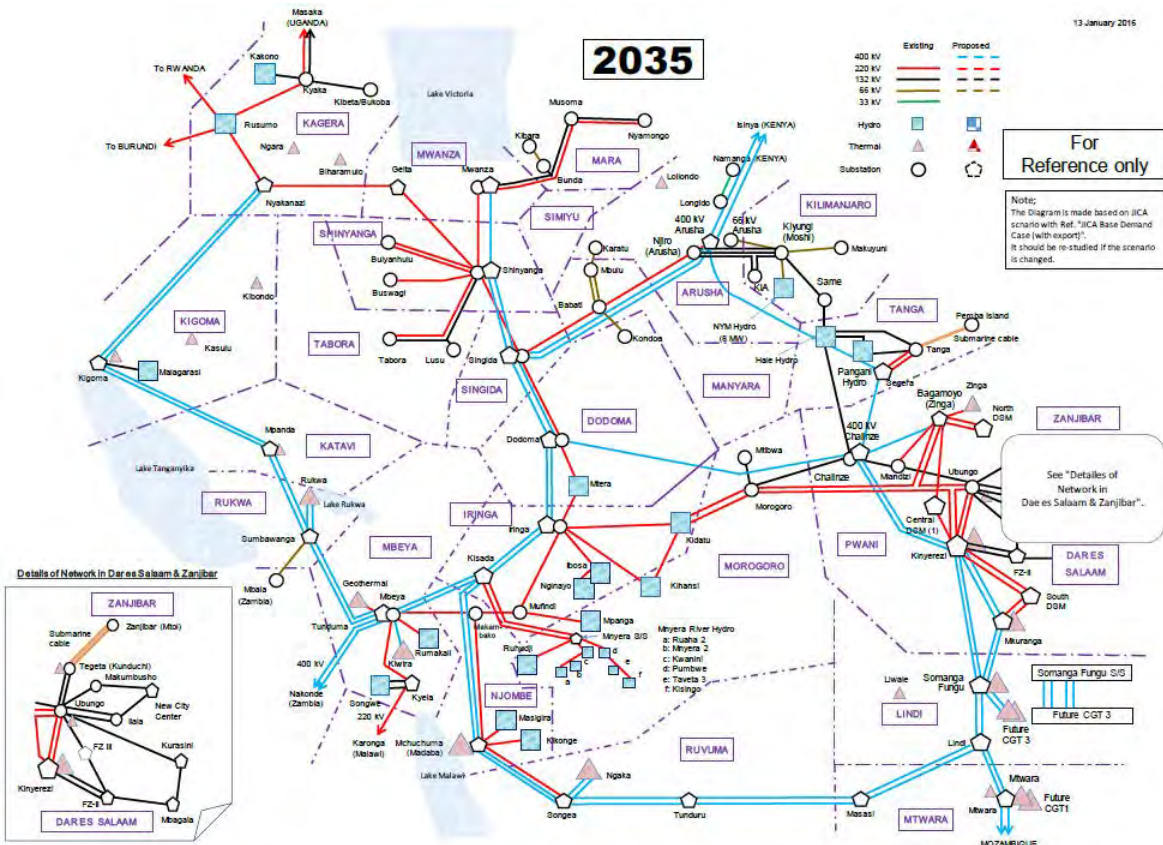 Masaka
(UGANDA)
13 January 2016
2035
Existing
Proposed
400 kV
220 kV
132 kV
66 kV
33 kV
Hydro
Thermal
Substation
For
Reference only
Note;
The Diagram is made based on JICA
scnario with Ref. "JICA Base Demand
Case (with export)".
It should be re-studied if the scenario
is changed.
To RWANDA
Kakono
Kyaka
Kibeta/Bukoba
Lake Victoria
Rusumo
KAGERA
To BURUNDI
Ngara
Biharamulo
Nyakanazi
Geita
MWANZA
Mwanza
Musoma
Kibara
Nyamongo
Bunda
MARA
SIMIYU
Loliondo
Isinya (KENYA)
Namanga (KENYA)
Longido
KILIMANJARO
400 kV
Arusha
66 kV
Arusha
Kiyungi
(Moshi)
Makuyuni
Njiro
(Arusha)
KIA
Same
SHINYANGA
Bulyanhulu
Buswagi
Shinyanga
Karatu
Mbulu
Babati
Kondoa
ARUSHA
NYM Hydro
(8 MW)
TANGA
Pemba Island
Submarine cable
Tanga
Hale Hydro
Pangani
Hydro
Segera
Kibondo
KIGOMA
Kasulu
Kigoma
Malagarasi
TABORA
Tabora
Lusu
Singida
SINGIDA
MANYARA
Bagamoyo
(Zinga)
Zinga
North
DSM
ZANJIBAR
Mpanda
KATAVI
Dodoma
DODOMA
400 kV
Chalinze
Mtibwa
Chalinze
Mlandizi
Ubungo
See "Detailes of
Network in
Dar es Salaam & Zanjibar".
Lake Tanganyika
RUKWA
Rukwa
Lake Rukwa
Mtera
Morogoro
Central
DSM (1)
Kinyerezi
PWANI
IRINGA
Iringa
Kidatu
MOROGORO
Sumbawanga
MBEYA
Kisada
Ibosa
Nginayo
Kihansi
FZ-II
DAR ES
SALAAM
Mbala
(Zambia)
Geothermal
Mbeya
Tunduma
Makam-
bako
Mufindi
Mpanga
Mnyera S/S
South
DSM
Mkuranga
Details of Network in Dar es Salaam & Zanjibar
ZANJIBAR
Submarine
cable
Zanjibar (Mtoi)
Tegeta (Kunduchi)
Makumbusho
Ubungo
New City
Center
Ilala
FZ III
Kurasini
Kinyerezi
FZ-II
Mbagala
DAR ES SALAAM
400 kV
Nakonde
(Zambia)
Kiwira
Rumakali
Songwe
Kyela
220 kV
Karonga
(Malawi)
Ruhudji
a
b
c
d
e
f
Mnyera River Hydro
a: Ruaha 2
b: Mnyera 2
c: Kwanini
d: Pumbwe
e: Taveta 3
f: Kisingo
NJOMBE
Masigira
Kikonge
Mchuchuma
(Madaba)
Lake Malawi
Ngaka
Songea
RUVUMA
Tunduru
Masasi
Liwale
LINDI
Somanga
Fungu
Future
CGT 3
Somanga Fungu S/S
Future CGT 3
Lindi
MTWARA
Mtwara
Mtwara
Future
CGT1
MOZAMBIQUE